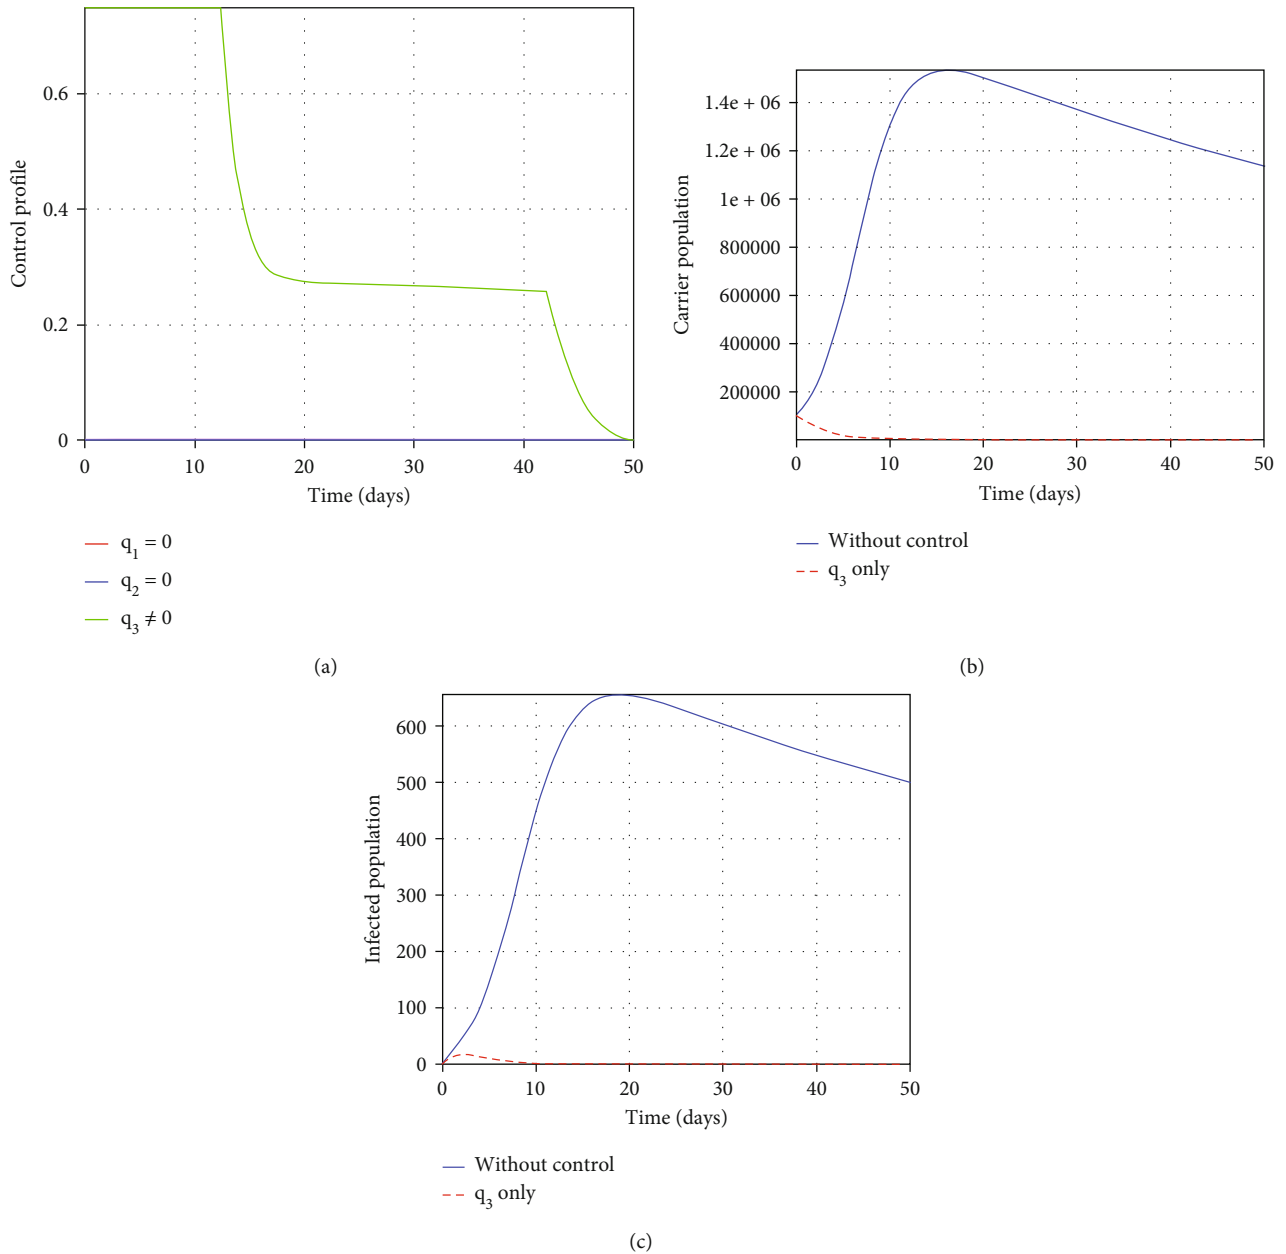 Control profile
0.6
0.4
0.2
0
0 10 20 30 40 50
Time (days)
q1 = 0
q2 = 0
q3 ≠ 0
(a)
Carrier population
1.4e + 06
1.2e + 06
1e + 06
800000
600000
400000
200000
0 10 20 30 40 50
Time (days)
Without control
q3 only
(b)
Infected population
600
500
400
300
200
100
0
0 10 20 30 40 50
Time (days)
Without control
q3 only
(c)